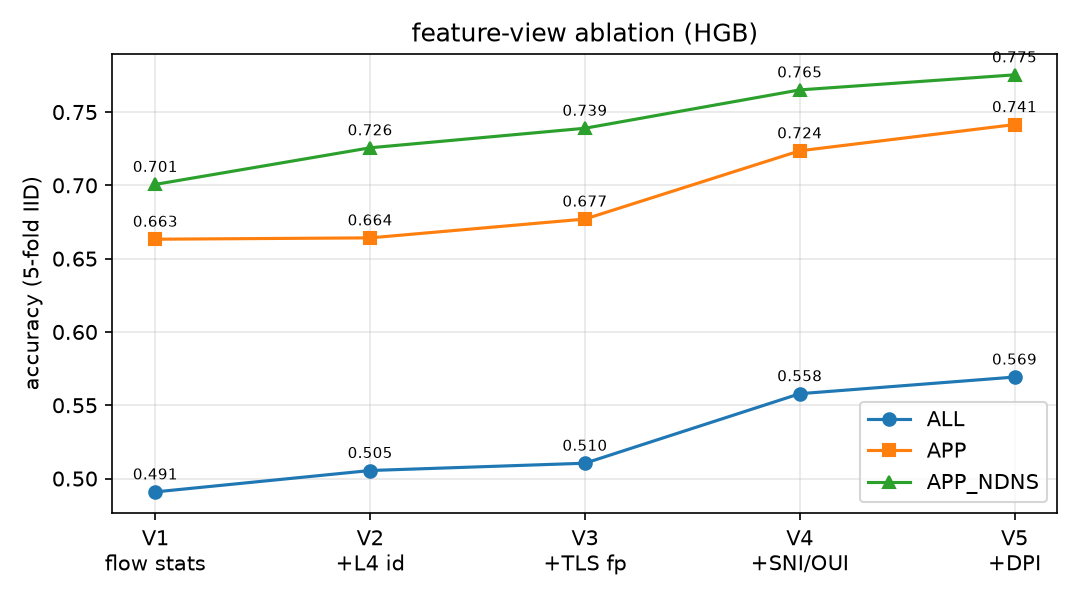 feature-view ablation (HGB)
accuracy (5-fold IID)
0.75
0.70
0.65
0.60
0.55
0.50
0.701
0.726
0.739
0.765
0.775
0.663
0.664
0.677
0.724
0.741
0.491
0.505
0.510
0.558
0.569
ALL
APP
APP_NDNS
V1
flow stats
V2
+L4 id
V3
+TLS fp
V4
+SNI/OUI
V5
+DPI